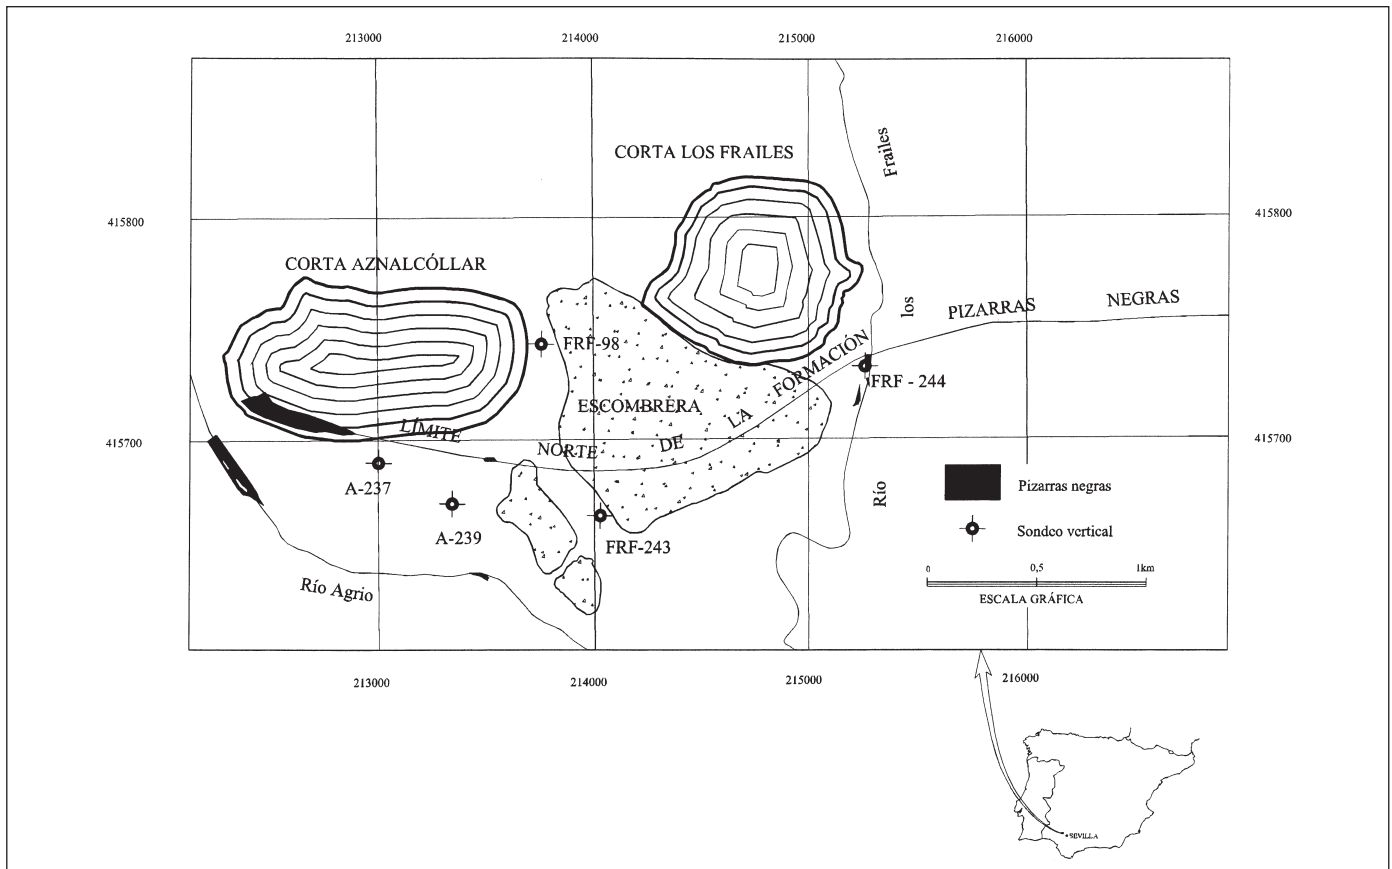 213000
214000
215000
216000
Frailes
CORTA LOS FRAILES
415800
415800
CORTA AZNALCÓLLAR
los
PIZARRAS
NEGRAS
FRF-98
FORMACIÓN
FRF - 244
ESCOMBRERA
LA
LÍMITE
NORTE
DE
415700
415700
A-237
Río
Pizarras negras
A-239
FRF-243
Sondeo vertical
0
0,5
1km
ESCALA GRÁFICA
Río Agrio
213000
214000
215000
216000
SEVILLA